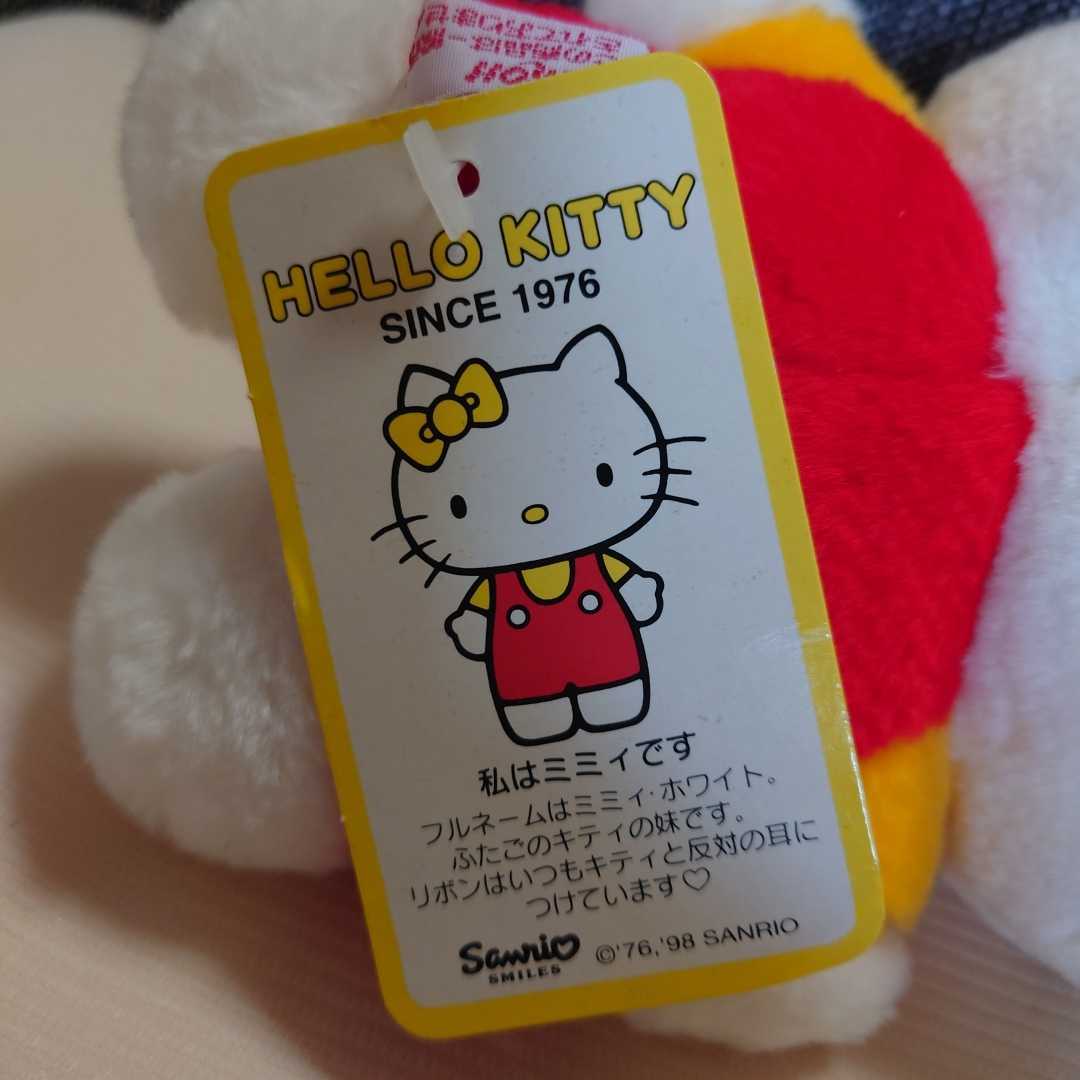 HELLO KITTY
SINCE 1976
私はミミィです
フルネームはミミィ・ホワイト。
ふたごのキティの妹です。
リボンはいつもキティと反対の耳に
つけています♡
Sanrio
SMILES
©'76,'98 SANRIO